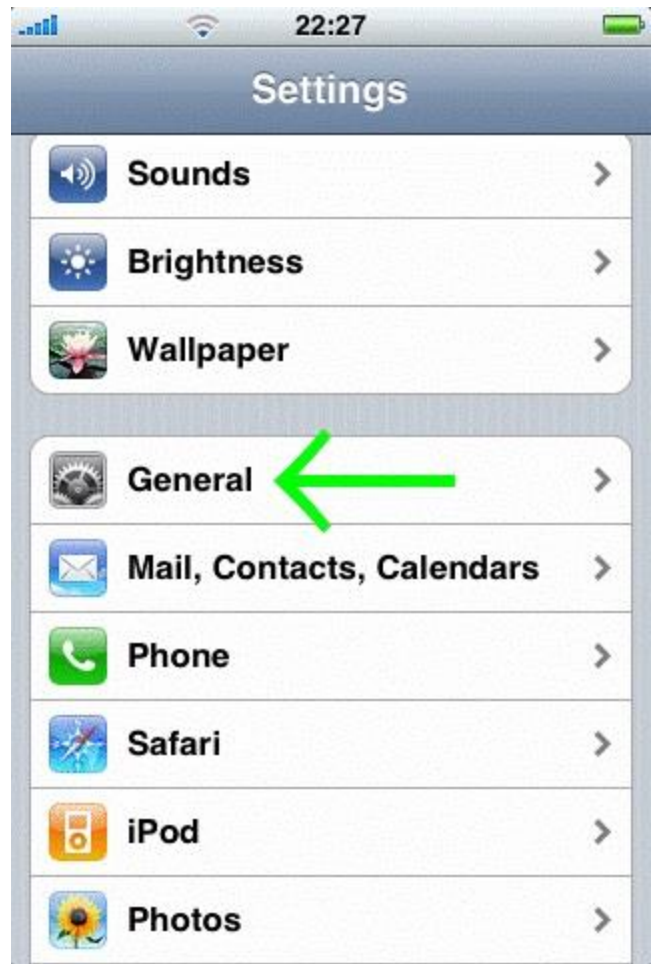 22:27
Settings
Sounds
Brightness
Wallpaper
General
Mail, Contacts, Calendars
Phone
Safari
iPod
Photos